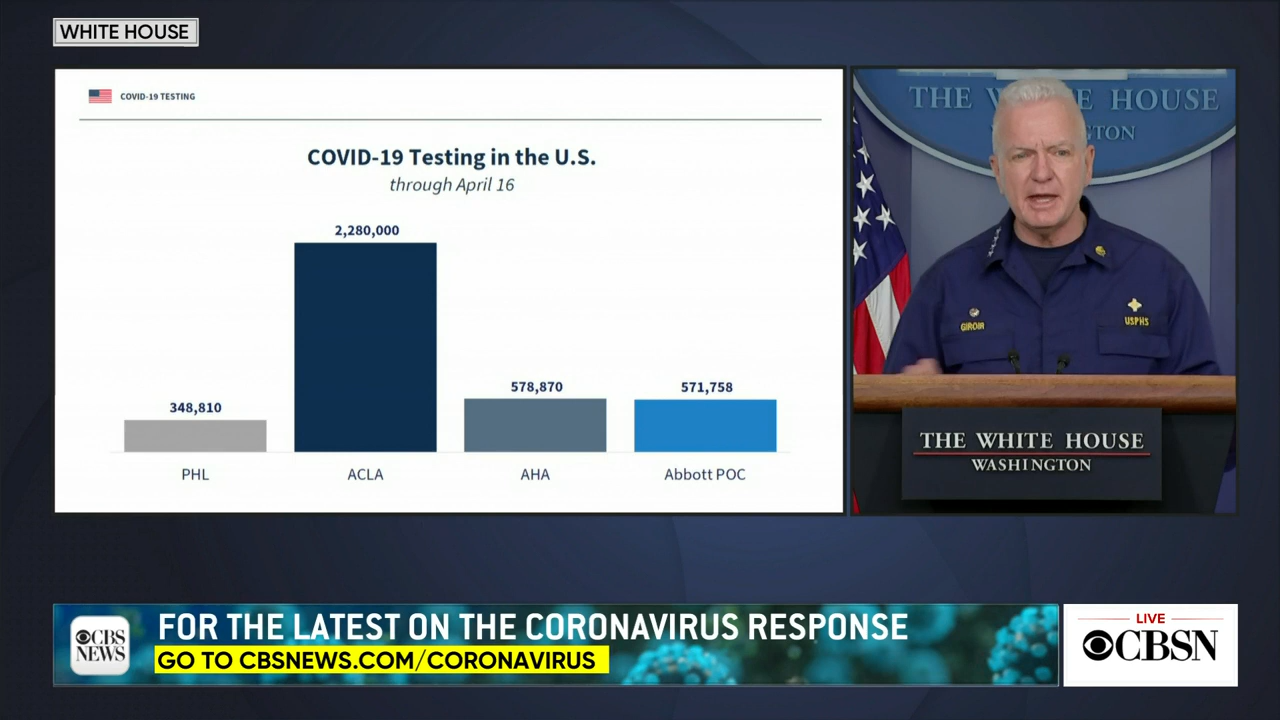 WHITE HOUSE
COVID-19 TESTING
COVID-19 Testing in the U.S.
through April 16
2,280,000
578,870
571,758
348,810
PHL
ACLA
AHA
Abbott POC
THE WHITE HOUSE
GIROIR
USPHS
THE WHITE HOUSE
WASHINGTON
CBS NEWS
FOR THE LATEST ON THE CORONAVIRUS RESPONSE
GO TO CBSNEWS.COM/CORONAVIRUS
LIVE
CBSN